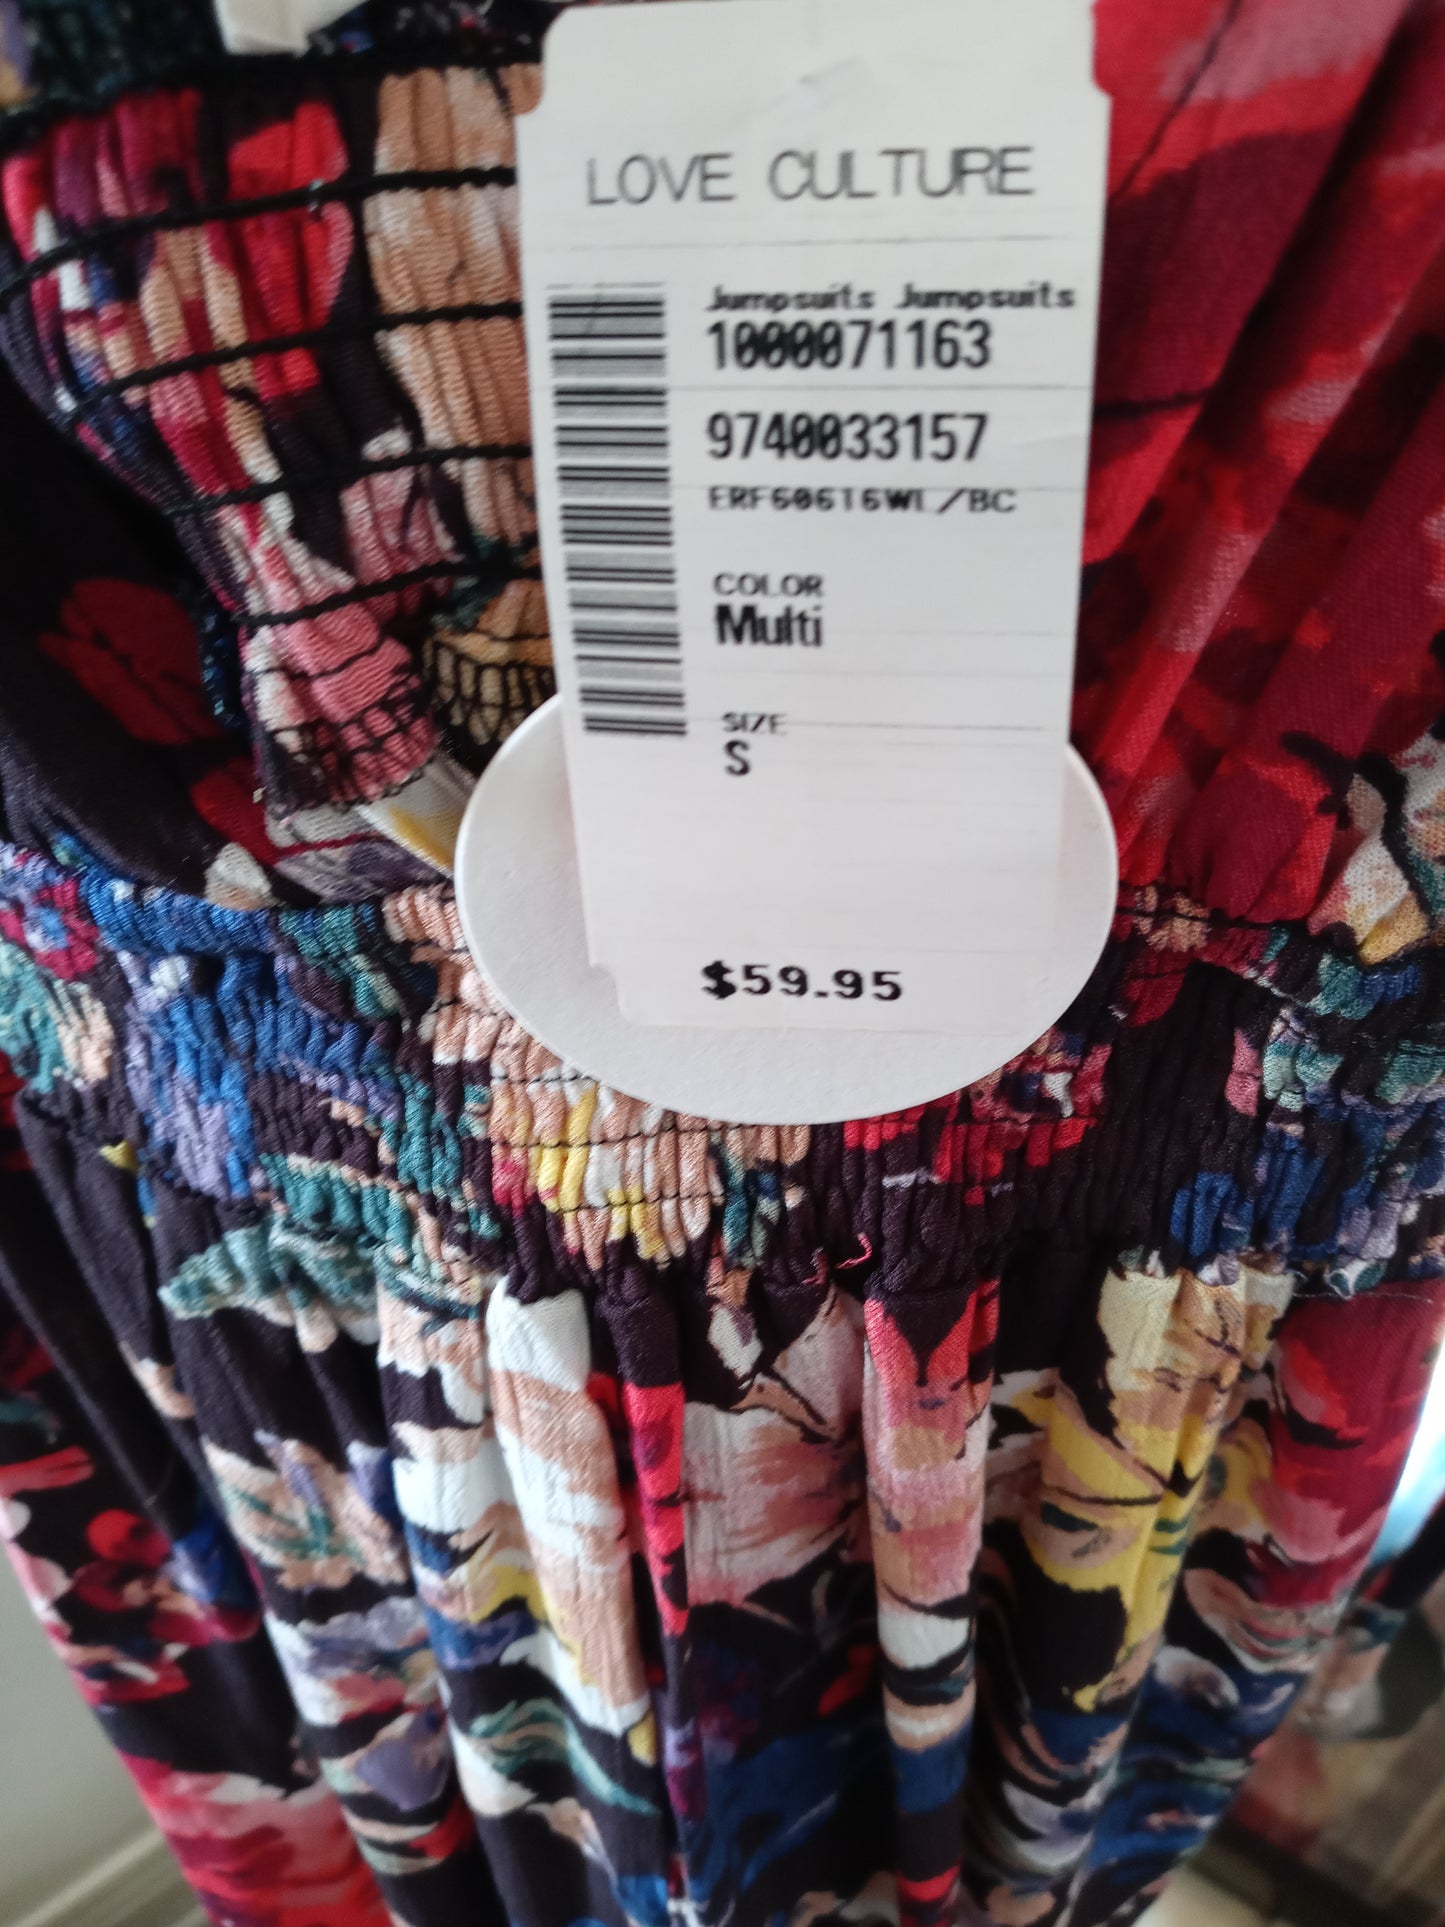 LOVE CULTURE
Jumpsuits Jumpsuits
1000071163
9740033157
ERF60616WL/BC
COLOR
Multi
SIZE
S
$59.95